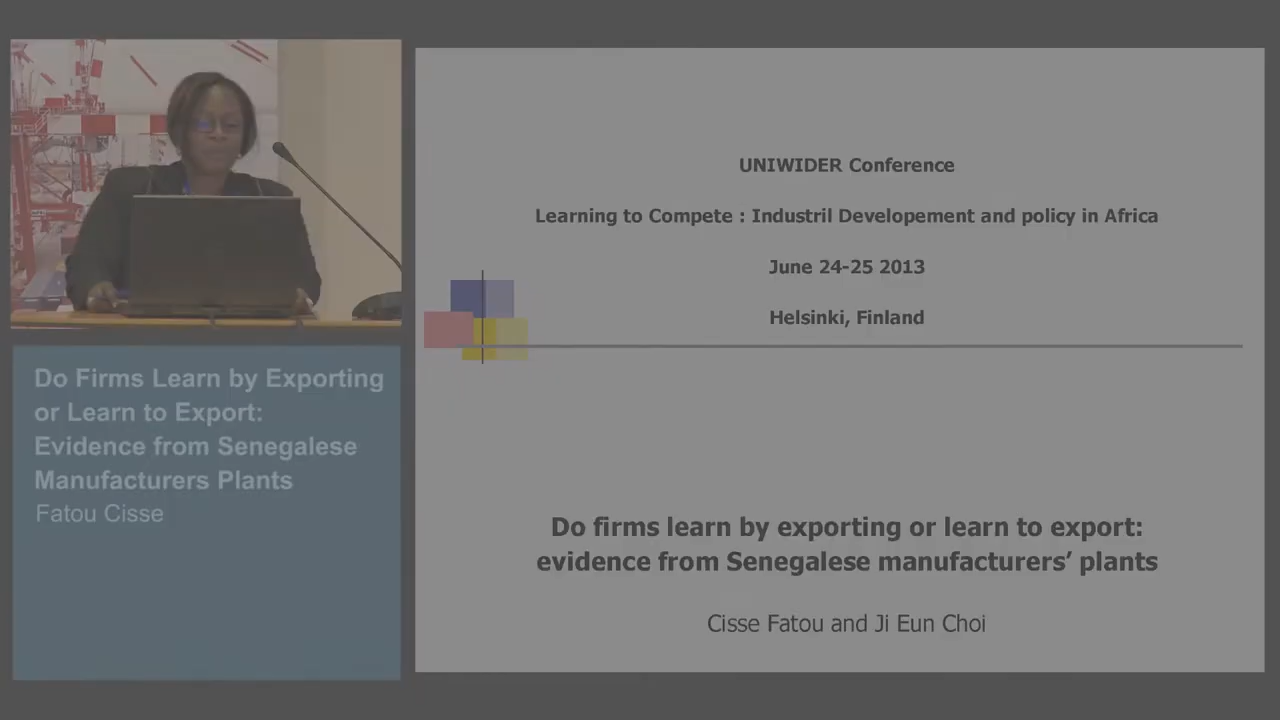 Do Firms Learn by Exporting
or Learn to Export:
Evidence from Senegalese
Manufacturers Plants
Fatou Cisse
UNIWIDER Conference
Learning to Compete : Industril Developement and policy in Africa
June 24-25 2013
Helsinki, Finland
Do firms learn by exporting or learn to export:
evidence from Senegalese manufacturers’ plants
Cisse Fatou and Ji Eun Choi